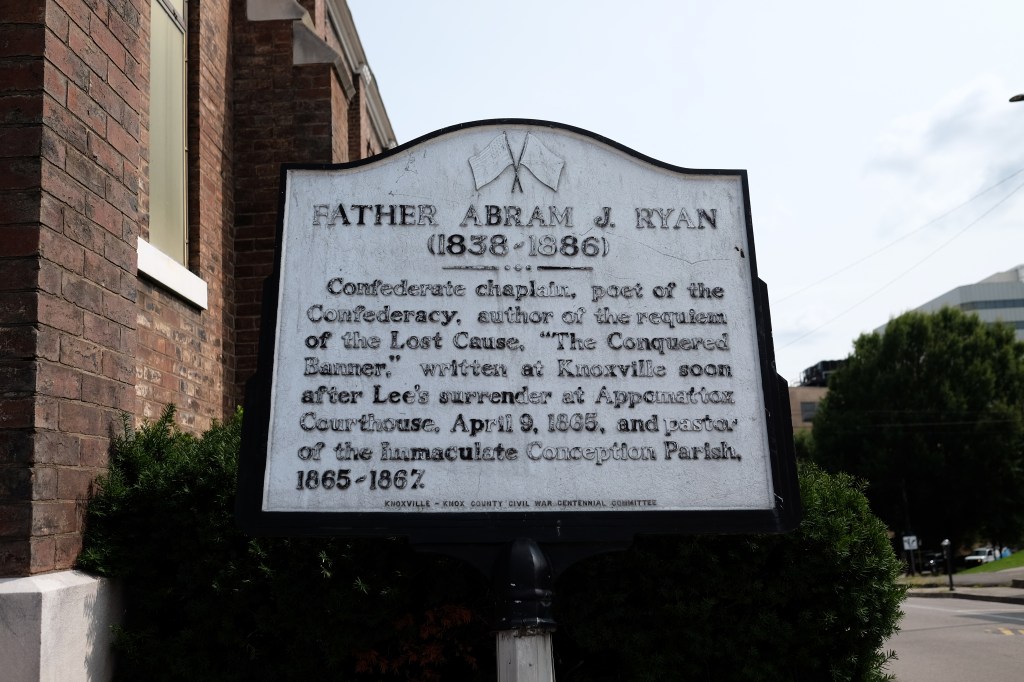 FATHER ABRAM J. RYAN
(1838-1886)
Confederate chaplain, poet of the
Confederacy, author of the requiem
of the Lost Cause, "The Conquered
Banner," written at Knoxville soon
after Lee's surrender at Appomattox
Courthouse, April 9, 1865, and pastor
of the Immaculate Conception Parish,
1865-1867.
KNOXVILLE - KNOX COUNTY CIVIL WAR CENTENNIAL COMMITTEE